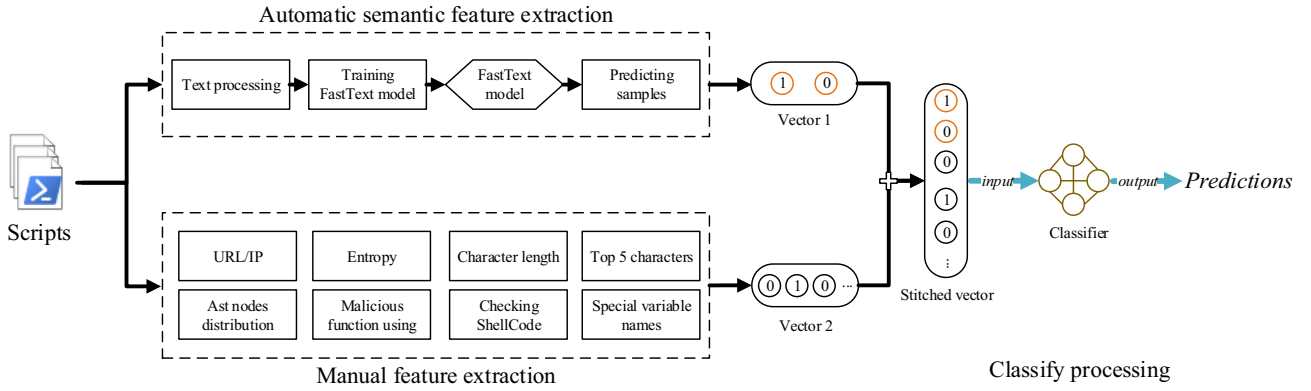 Automatic semantic feature extraction
Text processing
Training
FastText model
FastText
model
Predicting
samples
1 0
Vector 1
Scripts
URL/IP
Entropy
Character length
Top 5 characters
Ast nodes
distribution
Malicious
function using
Checking
ShellCode
Special variable
names
Manual feature extraction
0 1 0 ...
Vector 2
1
0
0
1
0
...
Stitched vector
input
Classifier
output
Predictions
Classify processing